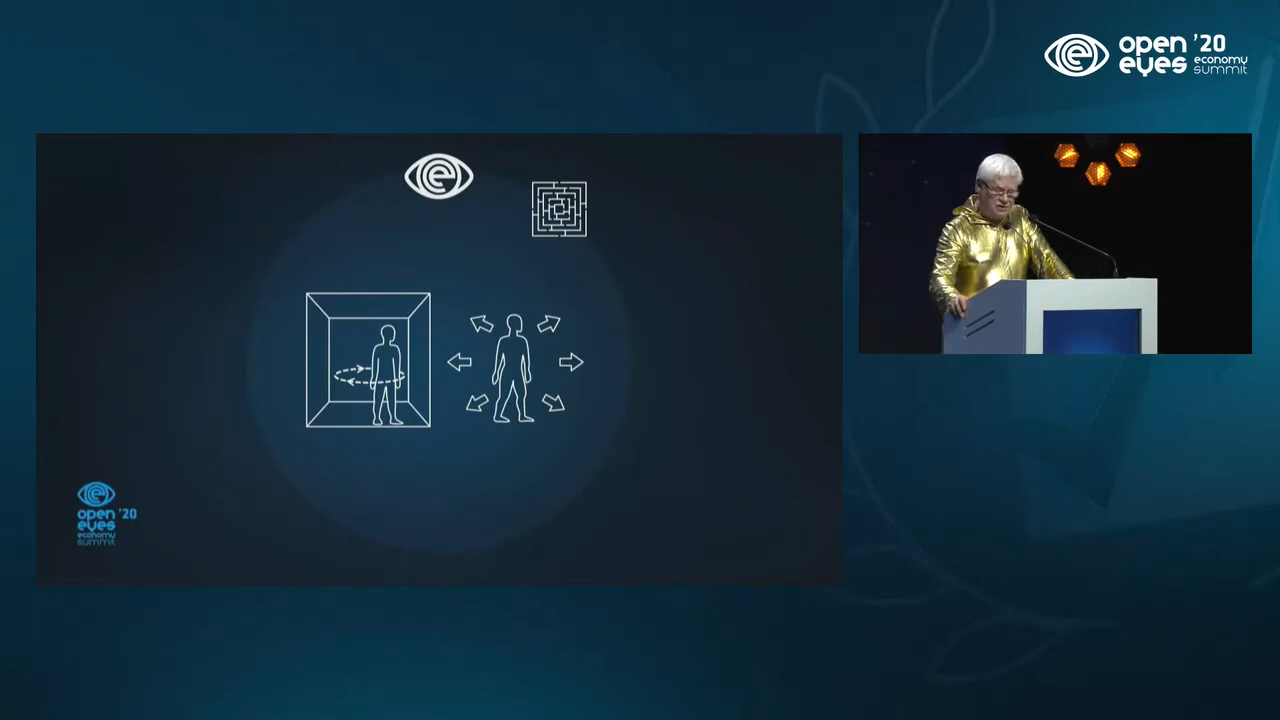 open '20
eyes economy
summit
open '20
eyes
economy
summit